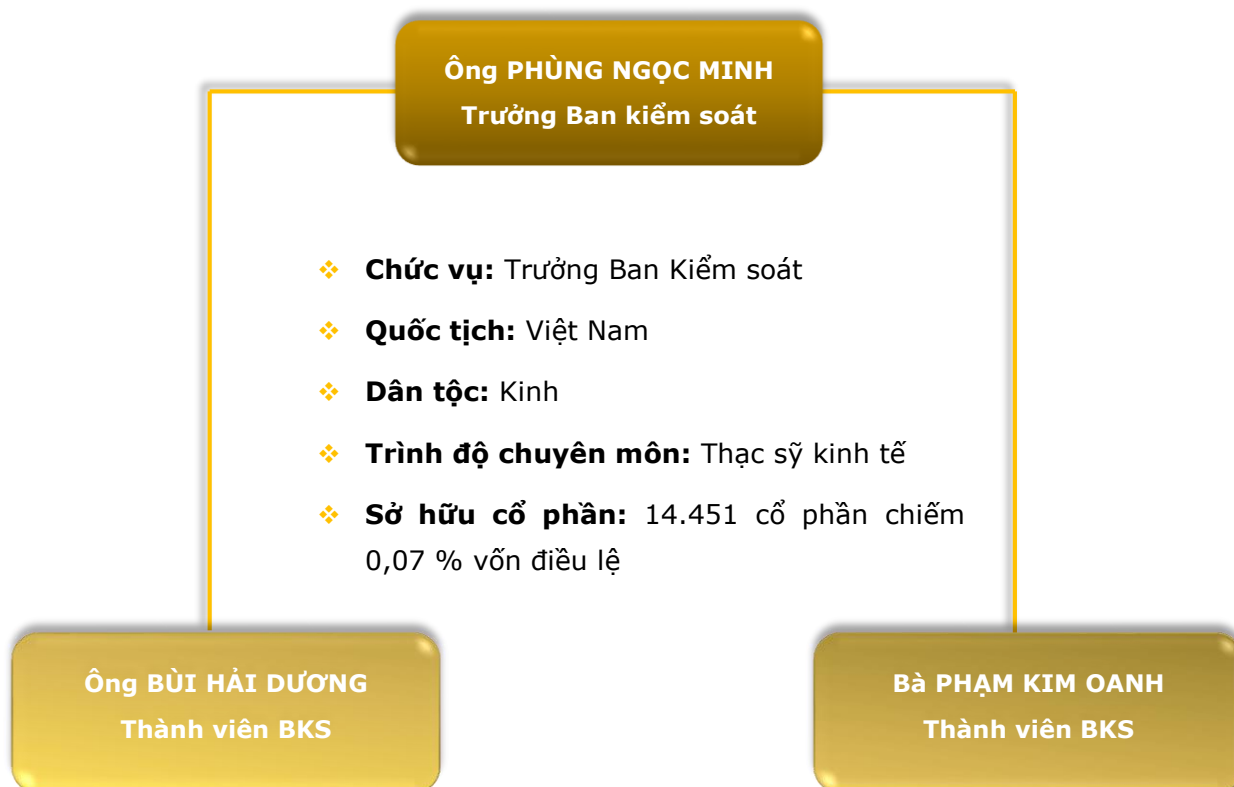 Ông PHÙNG NGỌC MINH
Trưởng Ban kiểm soát
Chức vụ: Trưởng Ban Kiểm soát
Quốc tịch: Việt Nam
Dân tộc: Kinh
Trình độ chuyên môn: Thạc sỹ kinh tế
Sở hữu cổ phần: 14.451 cổ phần chiếm
0,07 % vốn điều lệ
Ông BÙI HẢI DƯƠNG
Thành viên BKS
Bà PHẠM KIM OANH
Thành viên BKS